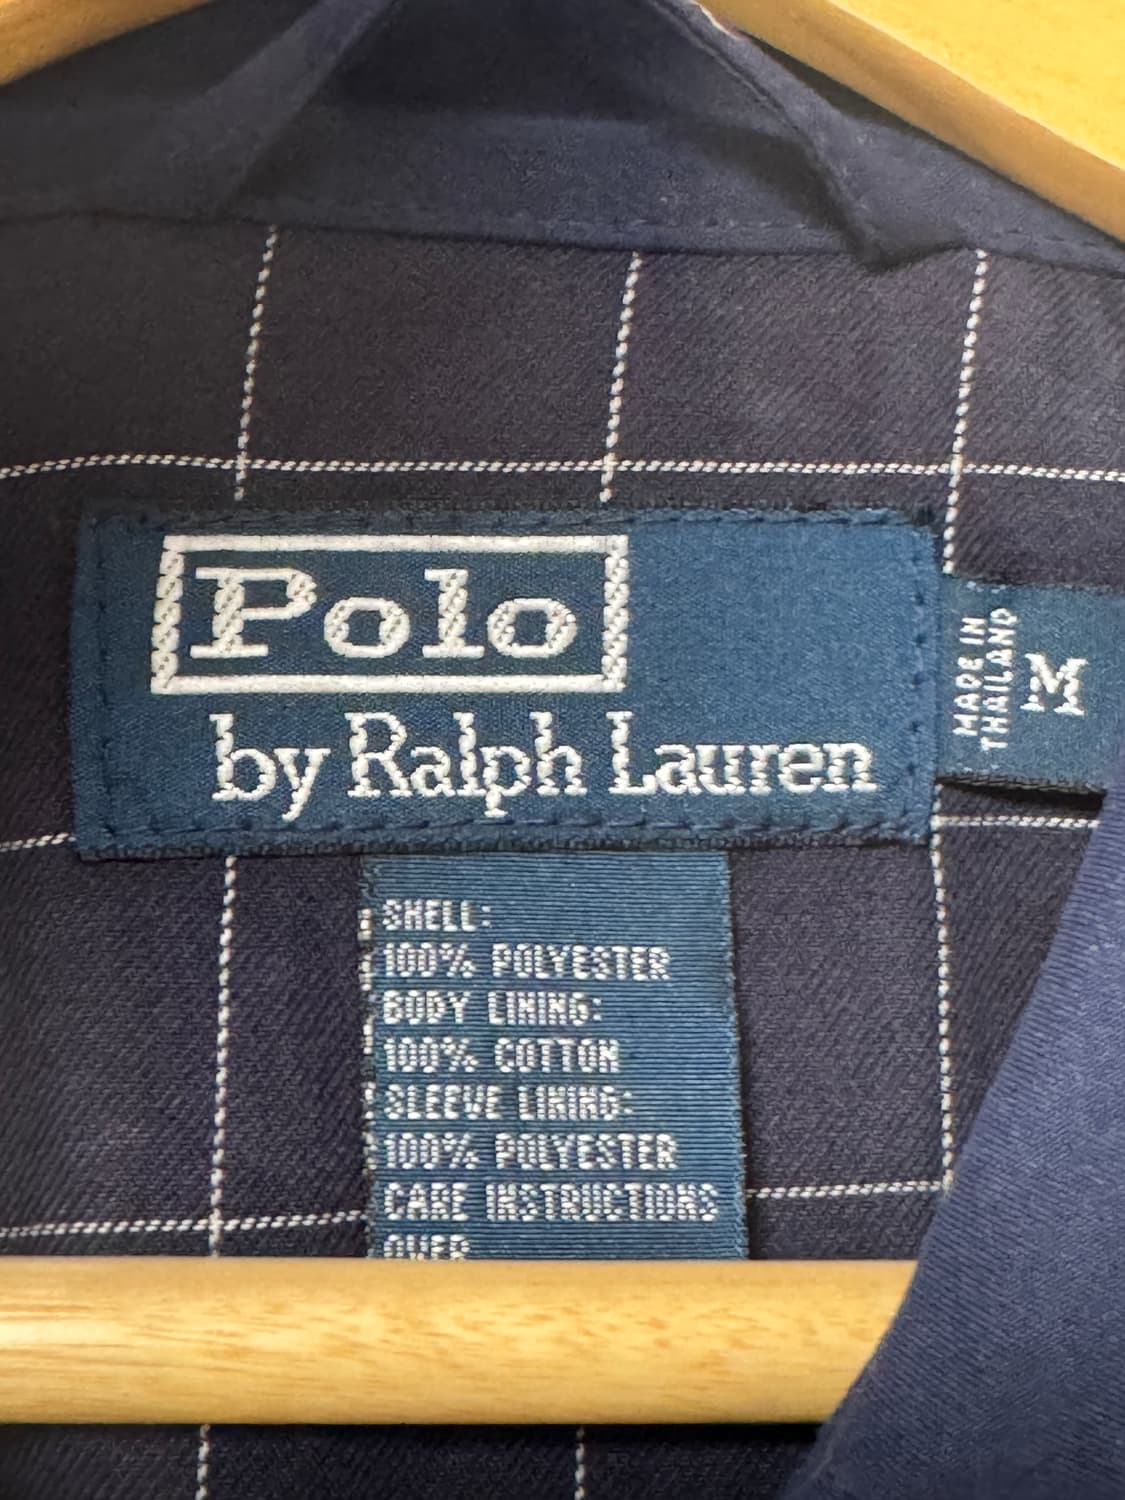 Polo
by Ralph Lauren
MADE IN
THAILAND
M
SHELL:
100% POLYESTER
BODY LINING:
100% COTTON
SLEEVE LINING:
100% POLYESTER
CARE INSTRUCTIONS
OVER